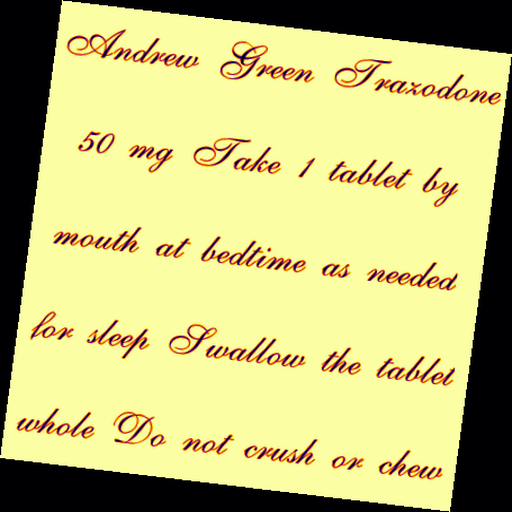 Andrew Green Trazodone
50 mg Take 1 tablet by
mouth at bedtime as needed
for sleep Swallow the tablet
whole Do not crush or chew